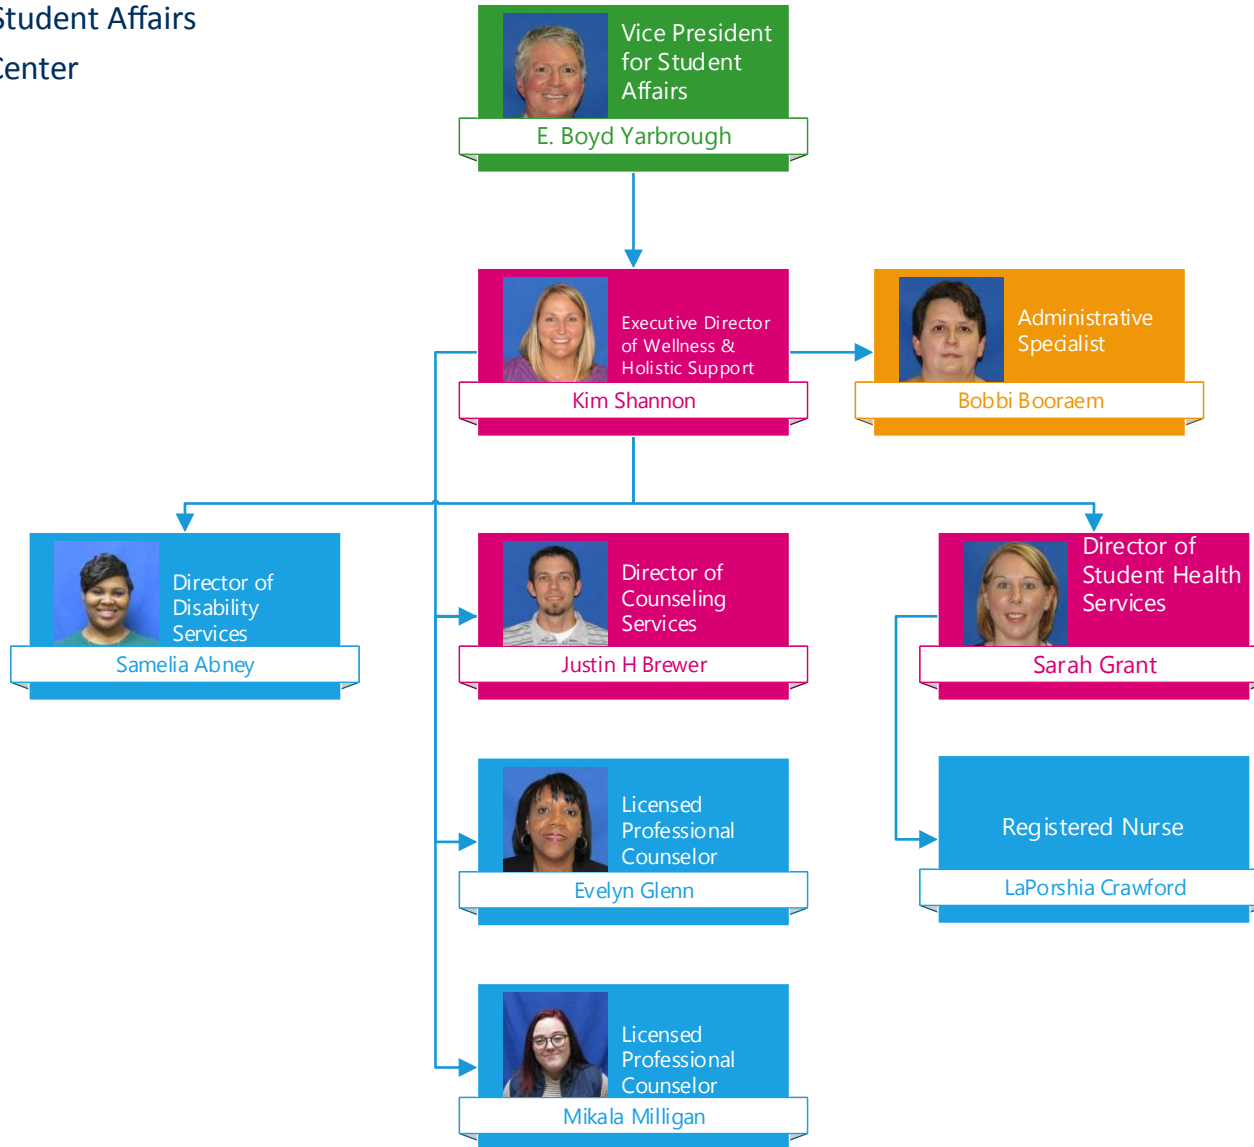 Student Affairs
Center
Vice President
for Student
Affairs
E. Boyd Yarbrough
Executive Director
of Wellness &
Holistic Support
Kim Shannon
Administrative
Specialist
Bobbi Booraem
Director of
Disability
Services
Samelia Abney
Director of
Counseling
Services
Justin H Brewer
Director of
Student Health
Services
Sarah Grant
Licensed
Professional
Counselor
Evelyn Glenn
Registered Nurse
LaPorshia Crawford
Licensed
Professional
Counselor
Mikala Milligan